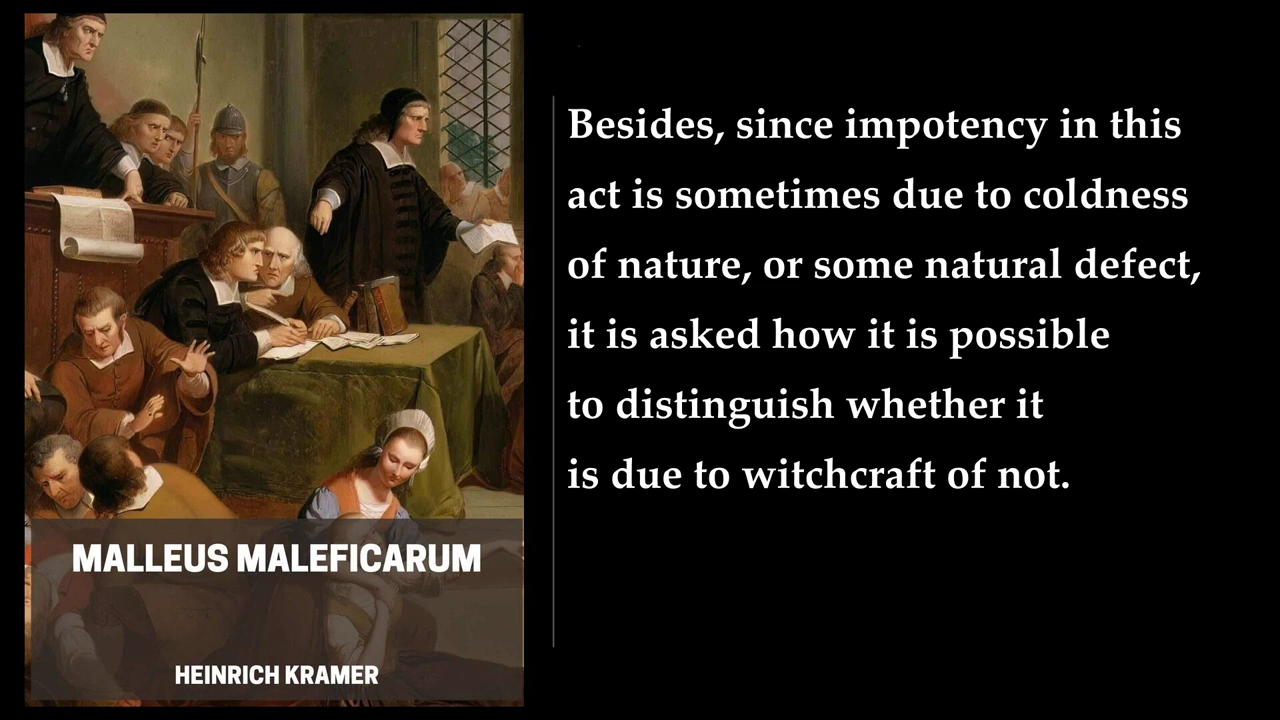 MALLEUS MALEFICARUM
HEINRICH KRAMER
Besides, since impotency in this
act is sometimes due to coldness
of nature, or some natural defect,
it is asked how it is possible
to distinguish whether it
is due to witchcraft of not.